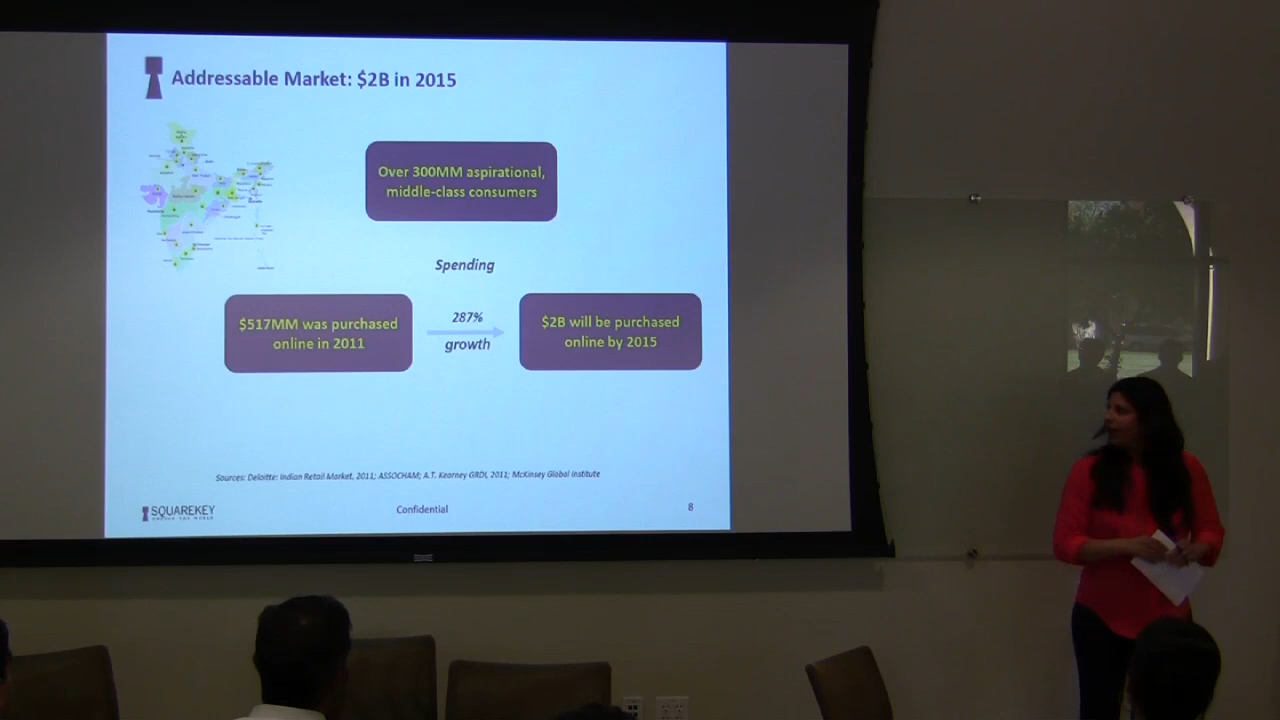 Addressable Market: $2B in 2015
Over 300MM aspirational,
middle-class consumers
Spending
$517MM was purchased
online in 2011
287%
growth
$2B will be purchased
online by 2015
Sources: Deloitte: Indian Retail Market, 2011; ASSOCHAM; A.T. Kearney GRDI, 2011; McKinsey Global Institute
SQUAREKEY
Confidential
8